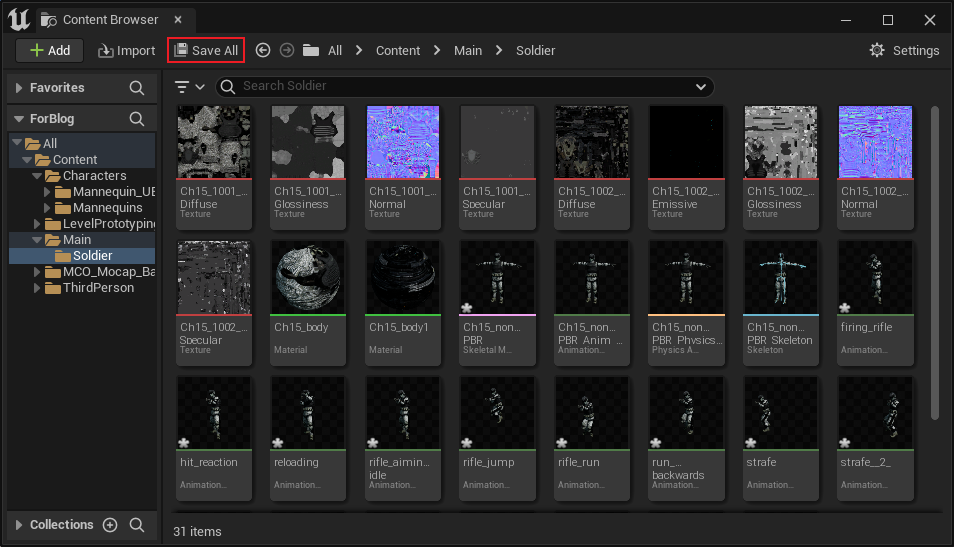 Content Browser
Add
Import
Save All
All
Content
Main
Soldier
Settings
Favorites
Search Soldier
ForBlog
All
Content
Characters
Mannequin_UE
Mannequins
LevelPrototyping
Main
Soldier
MCO_Mocap_Ba
ThirdPerson
Ch15_1001_...
Diffuse
Texture
Ch15_1001_...
Glossiness
Texture
Ch15_1001_...
Normal
Texture
Ch15_1001_...
Specular
Texture
Ch15_1002_...
Diffuse
Texture
Ch15_1002_...
Emissive
Texture
Ch15_1002_...
Glossiness
Texture
Ch15_1002_...
Normal
Texture
Ch15_1002_...
Specular
Texture
Ch15_body
Material
Ch15_body1
Material
Ch15_non...
PBR
Skeletal M...
Ch15_non...
PBR_Anim_...
Animation...
Ch15_non...
PBR_Physics...
Physics A...
Ch15_non...
PBR_Skeleton
Skeleton
firing_rifle
Animation...
hit_reaction
Animation...
reloading
Animation...
rifle_aimin...
idle
Animation...
rifle_jump
Animation...
rifle_run
Animation...
run_...
backwards
Animation...
strafe
Animation...
strafe__2_
Animation...
Collections
31 items